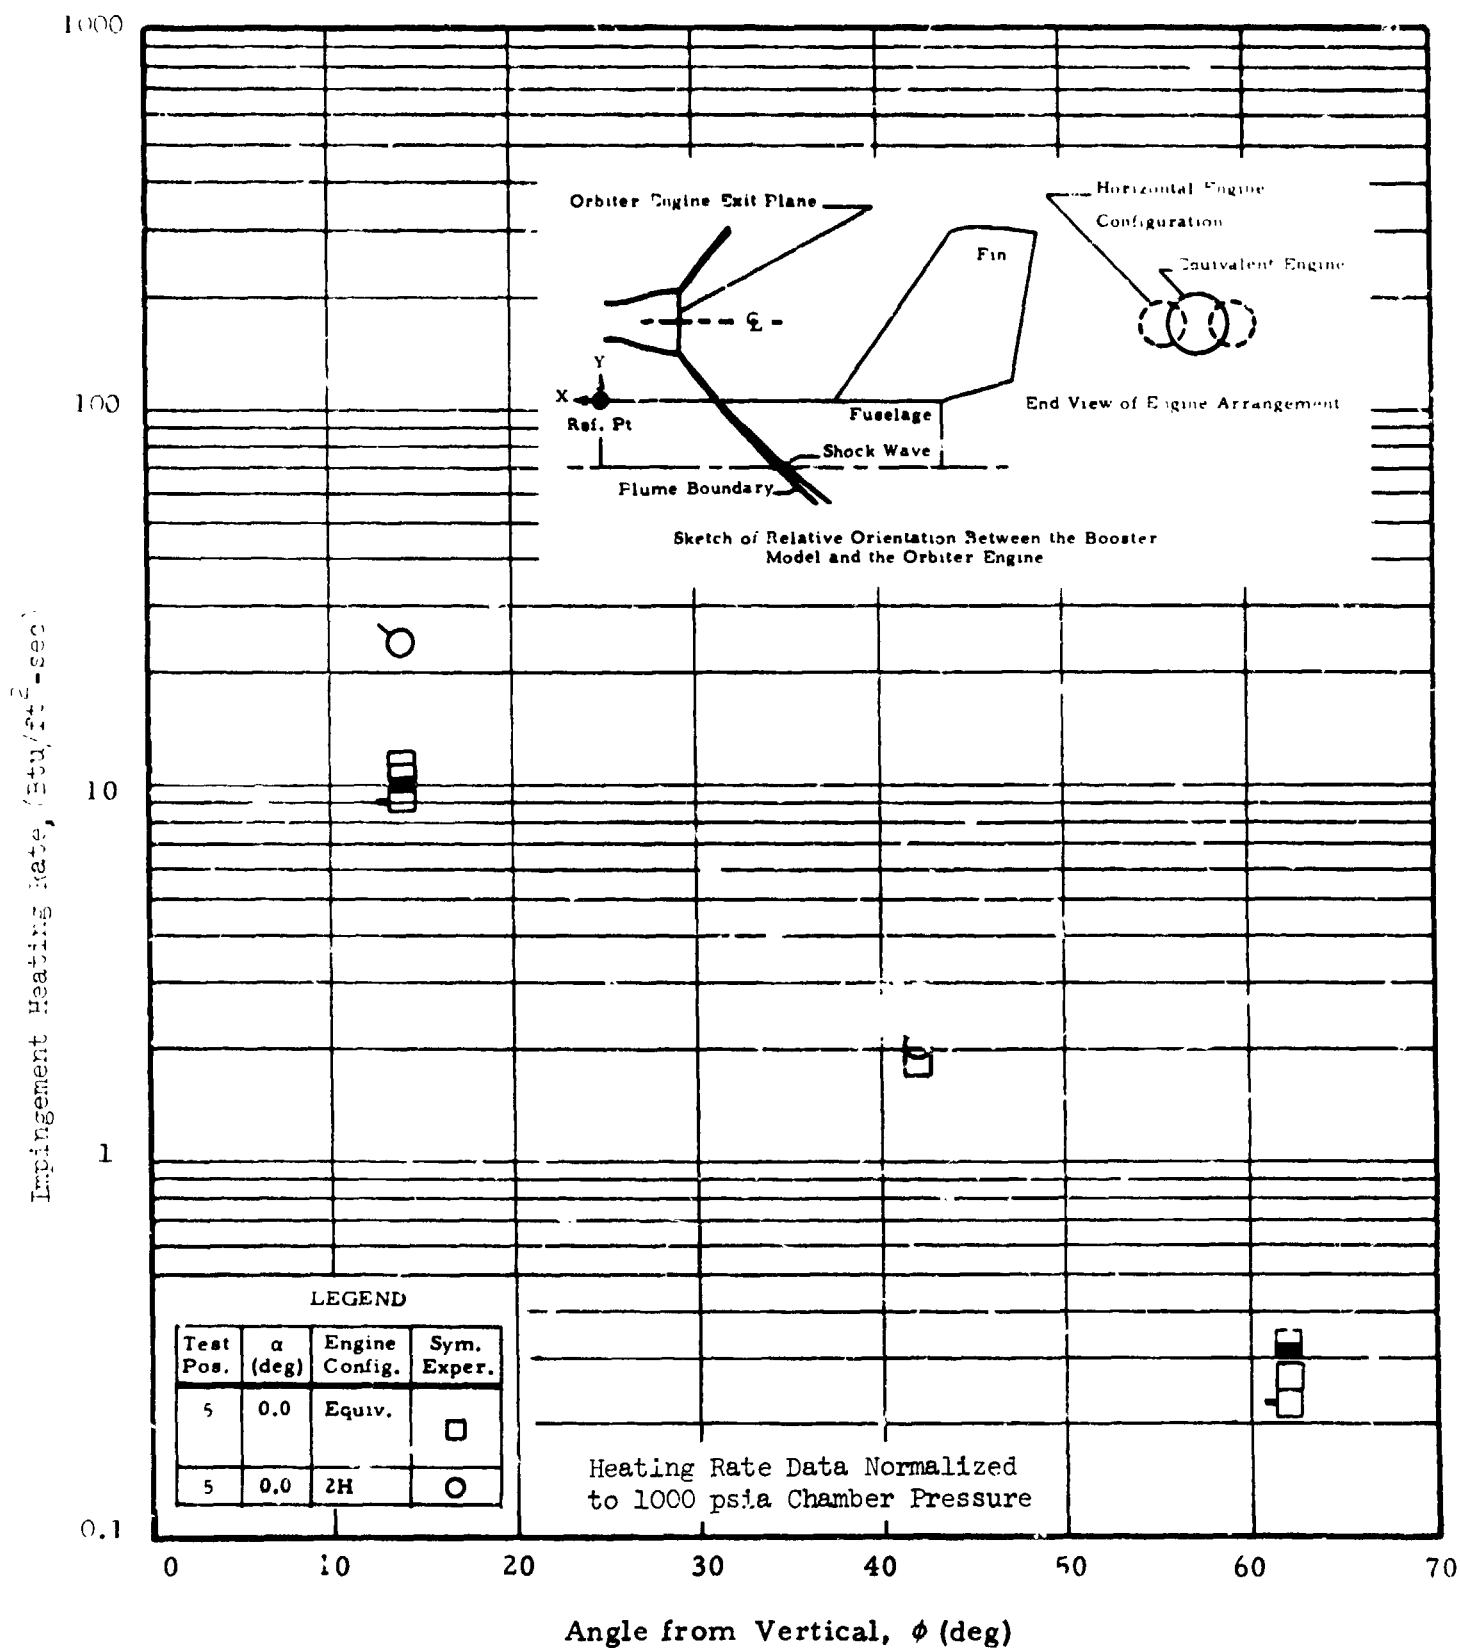 1000
Orbiter Engine Exit Plane
Horizontal Engine
Configuration
Fin
Equivalent Engine
℄
Y
X
100
Ref. Pt
Fuselage
End View of Engine Arrangement
Shock Wave
Plume Boundary
Sketch of Relative Orientation Between the Booster
Model and the Orbiter Engine
Impingement Heating Rate, (Btu/ft²-sec)
10
1
LEGEND
Test Pos. α (deg) Engine Config. Sym. Exper.
5 0.0 Equiv.
5 0.0 2H
Heating Rate Data Normalized
to 1000 psia Chamber Pressure
0.1
0 10 20 30 40 50 60 70
Angle from Vertical, ϕ (deg)